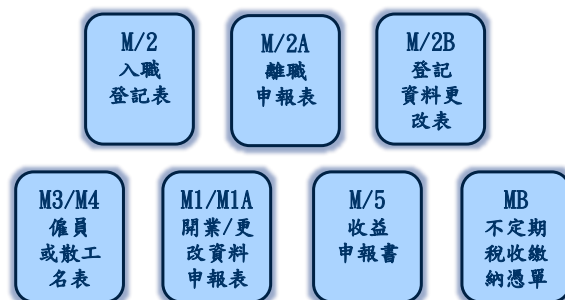 M/2
入職
登記表
M/2A
離職
申報表
M/2B
登記
資料更
改表
M3/M4
僱員
或散工
名表
M1/M1A
開業/更
改資料
申報表
M/5
收益
申報書
MB
不定期
稅收繳
納憑單